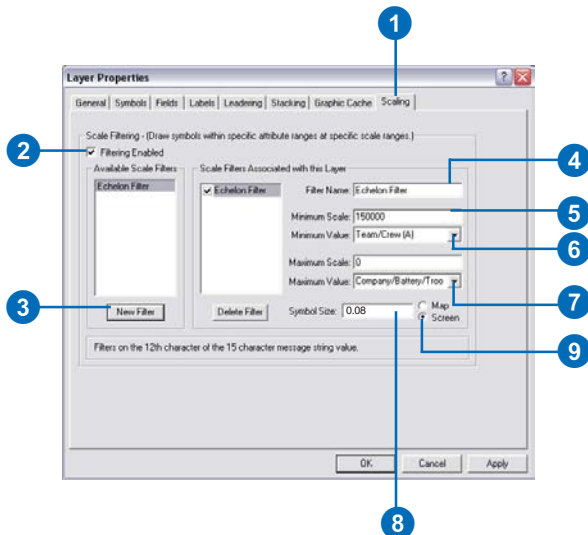 1
Layer Properties
General Symbols Fields Labels Leadering Stacking Graphic Cache Scaling
Scale Filtering - (Draw symbols within specific attribute ranges at specific scale ranges.)
2
Filtering Enabled
Available Scale Filters
Echelon Filter
3
New Filter
Scale Filters Associated with this Layer
Echelon Filter
Delete Filter
Filter Name: Echelon Filter
4
Minimum Scale: 150000
5
Minimum Value: Team/Crew (A)
6
Maximum Scale: 0
Maximum Value: Company/Battery/Troo
7
Symbol Size: 0.08
Map
Screen
8
9
Filters on the 12th character of the 15 character message string value.
OK Cancel Apply